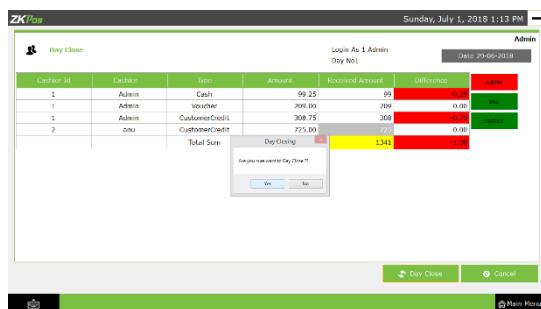 ZKPos Sunday, July 1, 2018 1:13 PM
Admin
Day Close Login As 1 Admin Date 29-06-2018
Day No1
Cashier Id Cashier Type Amount Received Amount Difference Admin
1 Admin Cash 99.25 99 -0.25
1 Admin Voucher 209.00 209 0.00 anu
1 Admin CustomerCredit 308.75 308 -0.75
2 anu CustomerCredit 725.00 725 0.00
Total Sum 1341 -1.00
Day Closing
Are you sure want to Day Close ??
Yes No
Day Close Cancel
Main Menu